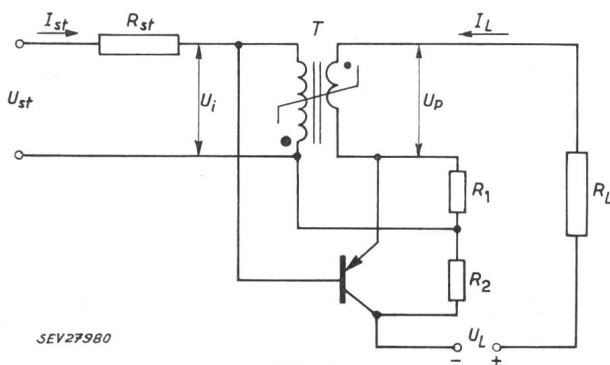 I_st
R_st
T
I_L
U_st
U_i
U_p
R_1
R_L
R_2
U_L
- +
SEV27980